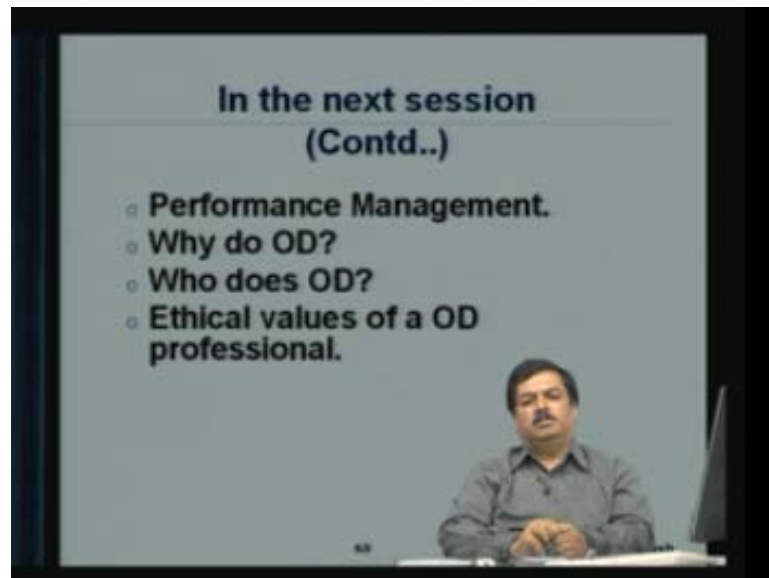 In the next session
(Contd..)
Performance Management.
Why do OD?
Who does OD?
Ethical values of a OD
professional.